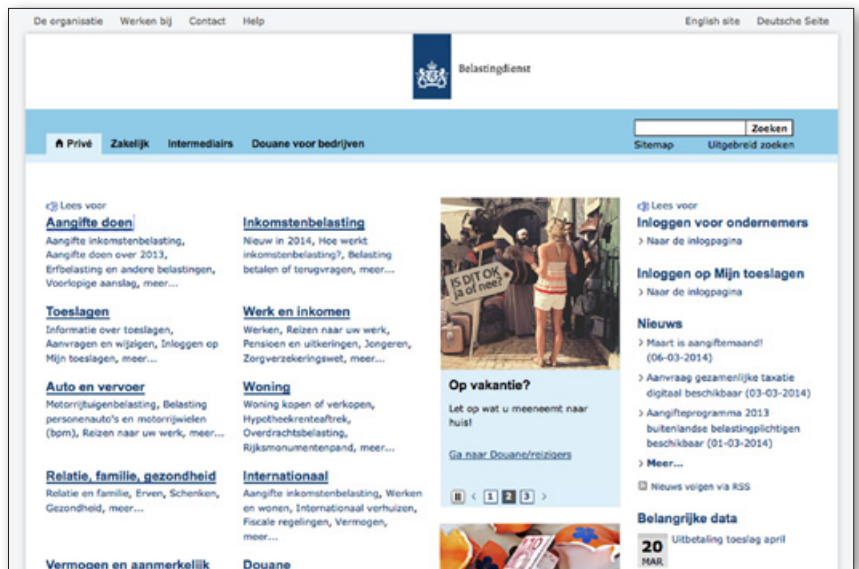 De organisatie Werken bij Contact Help
English site Deutsche Seite
Belastingdienst
Privé Zakelijk Intermediairs Douane voor bedrijven
Zoeken
Sitemap Uitgebreid zoeken
Lees voor
Aangifte doen
Aangifte inkomstenbelasting,
Aangifte doen over 2013,
Erfbelasting en andere belastingen,
Voorlopige aanslag, meer...
Toeslagen
Informatie over toeslagen,
Aanvragen en wijzigen, Inloggen op
Mijn toeslagen, meer...
Auto en vervoer
Motorrijtuigenbelasting, Belasting
personenauto's en motorrijwielen
(bpm), Reizen naar uw werk, meer...
Relatie, familie, gezondheid
Relatie en familie, Erven, Schenken,
Gezondheid, meer...
Vermogen en aanmerkelijk
Inkomstenbelasting
Nieuw in 2014, Hoe werkt
inkomstenbelasting?, Belasting
betalen of terugvragen, meer...
Werk en inkomen
Werken, Reizen naar uw werk,
Pensioen en uitkeringen, Jongeren,
Zorgverzekeringswet, meer...
Woning
Woning kopen of verkopen,
Hypotheekrenteaftrek,
Overdrachtsbelasting,
Rijksmonumentenpand, meer...
Internationaal
Aangifte inkomstenbelasting, Werken
en wonen, Internationaal verhuizen,
Fiscale regelingen, Vermogen,
meer...
Douane
IS DIT OK
ja of nee?
Op vakantie?
Let op wat u meeneemt naar
huis!
Ga naar Douane/reizigers
< 1 2 3 >
Lees voor
Inloggen voor ondernemers
> Naar de inlogpagina
Inloggen op Mijn toeslagen
> Naar de inlogpagina
Nieuws
> Maart is aangiftemaand!
(06-03-2014)
> Aanvraag gezamenlijke taxatie
digitaal beschikbaar (03-03-2014)
> Aangifteprogramma 2013
buitenlandse belastingplichtigen
beschikbaar (01-03-2014)
> Meer...
Nieuws volgen via RSS
Belangrijke data
20
MAR
Uitbetaling toeslag april